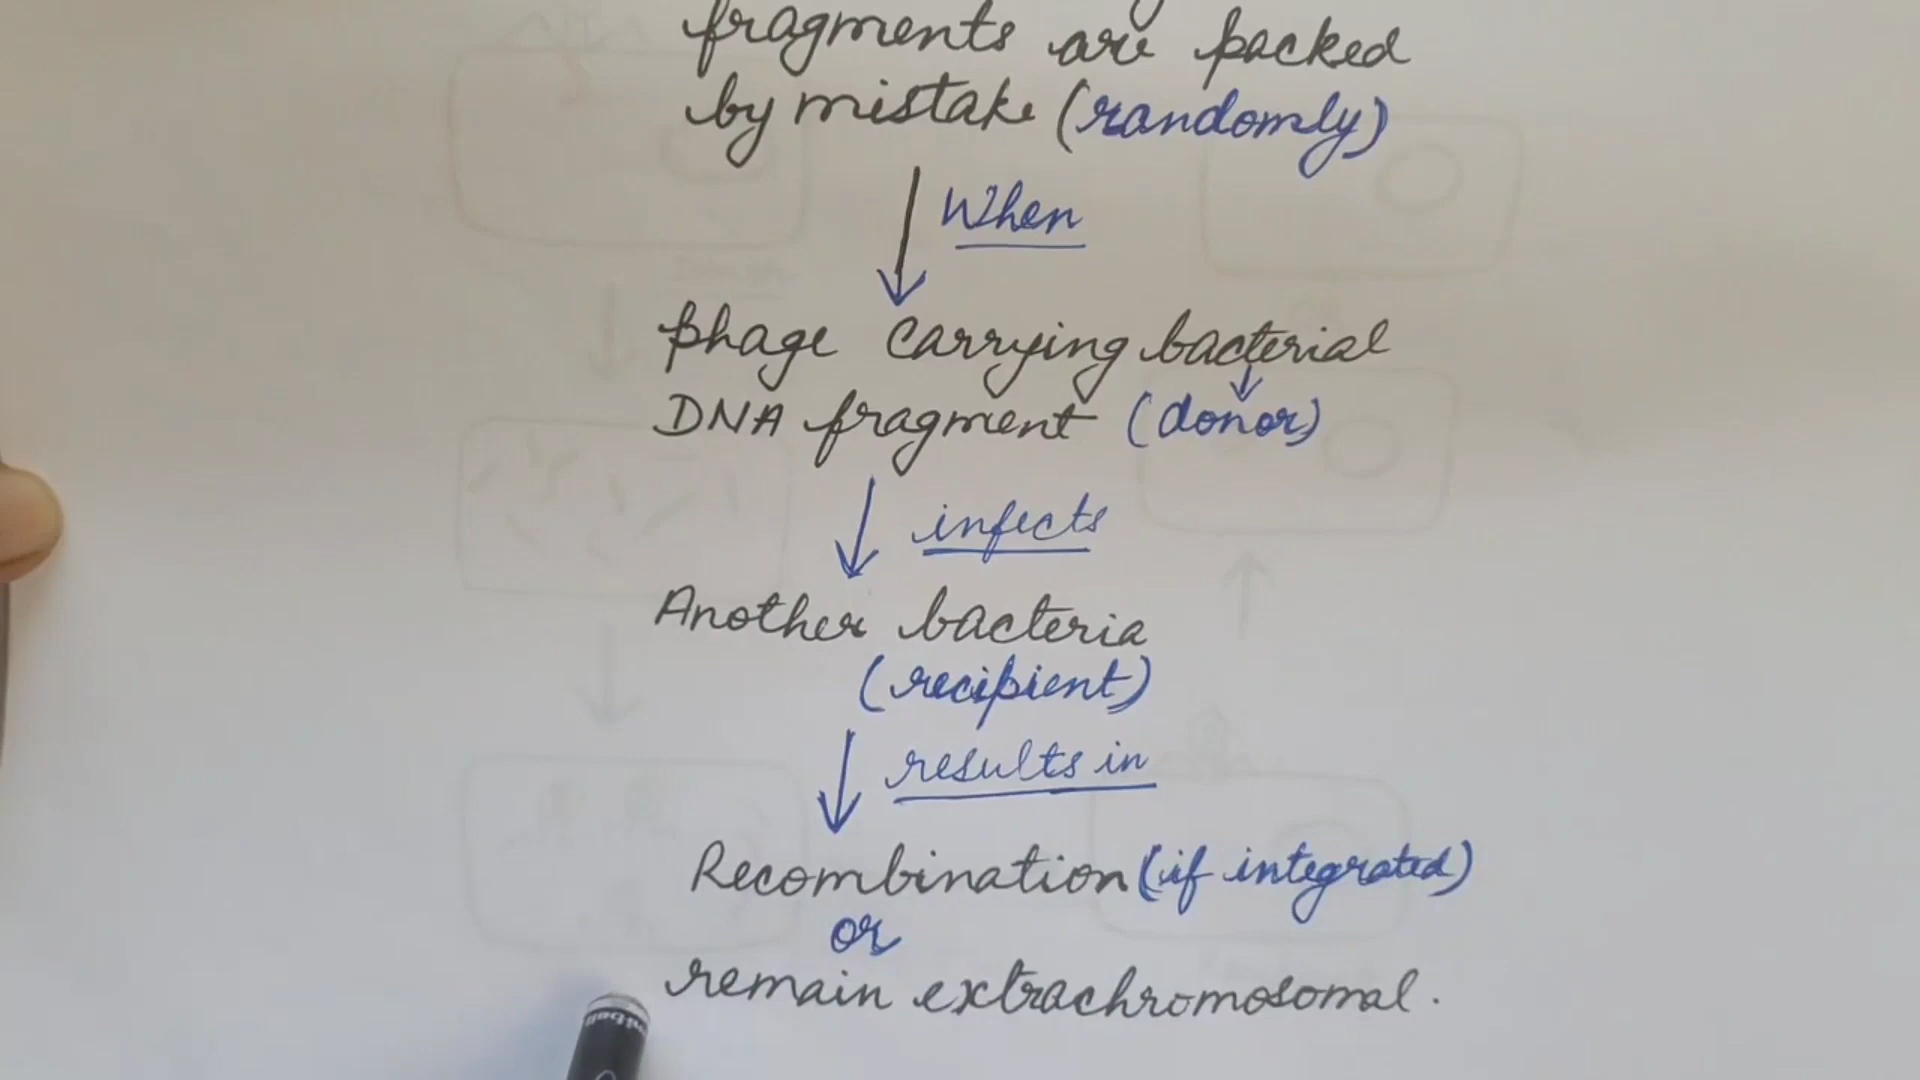 fragments are packed
by mistake (randomly)
When
phage carrying bacterial
DNA fragment (donor)
infects
Another bacteria
(recipient)
results in
Recombination (if integrated)
or
remain extrachromosomal.